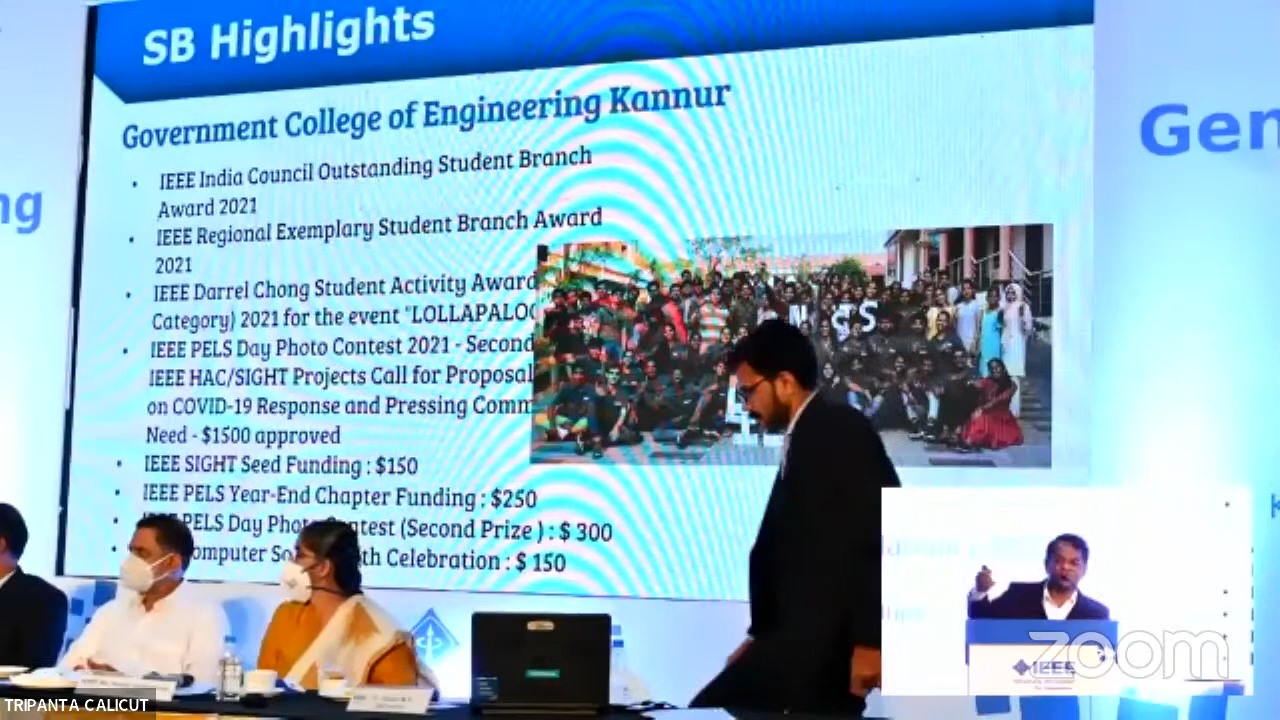 SB Highlights
Government College of Engineering Kannur
• IEEE India Council Outstanding Student Branch
Award 2021
• IEEE Regional Exemplary Student Branch Award
2021
• IEEE Darrel Chong Student Activity Award
Category) 2021 for the event "LOLLAPALOO
• IEEE PELS Day Photo Contest 2021 - Second
IEEE HAC/SIGHT Projects Call for Proposal
on COVID-19 Response and Pressing Comm
Need - $1500 approved
• IEEE SIGHT Seed Funding : $150
• IEEE PELS Year-End Chapter Funding : $250
• PELS Day Photo Contest (Second Prize ) : $ 300
• omputer So th Celebration : $ 150
ng
Gen
zoom
IEEE
TRIPANTA CALICUT